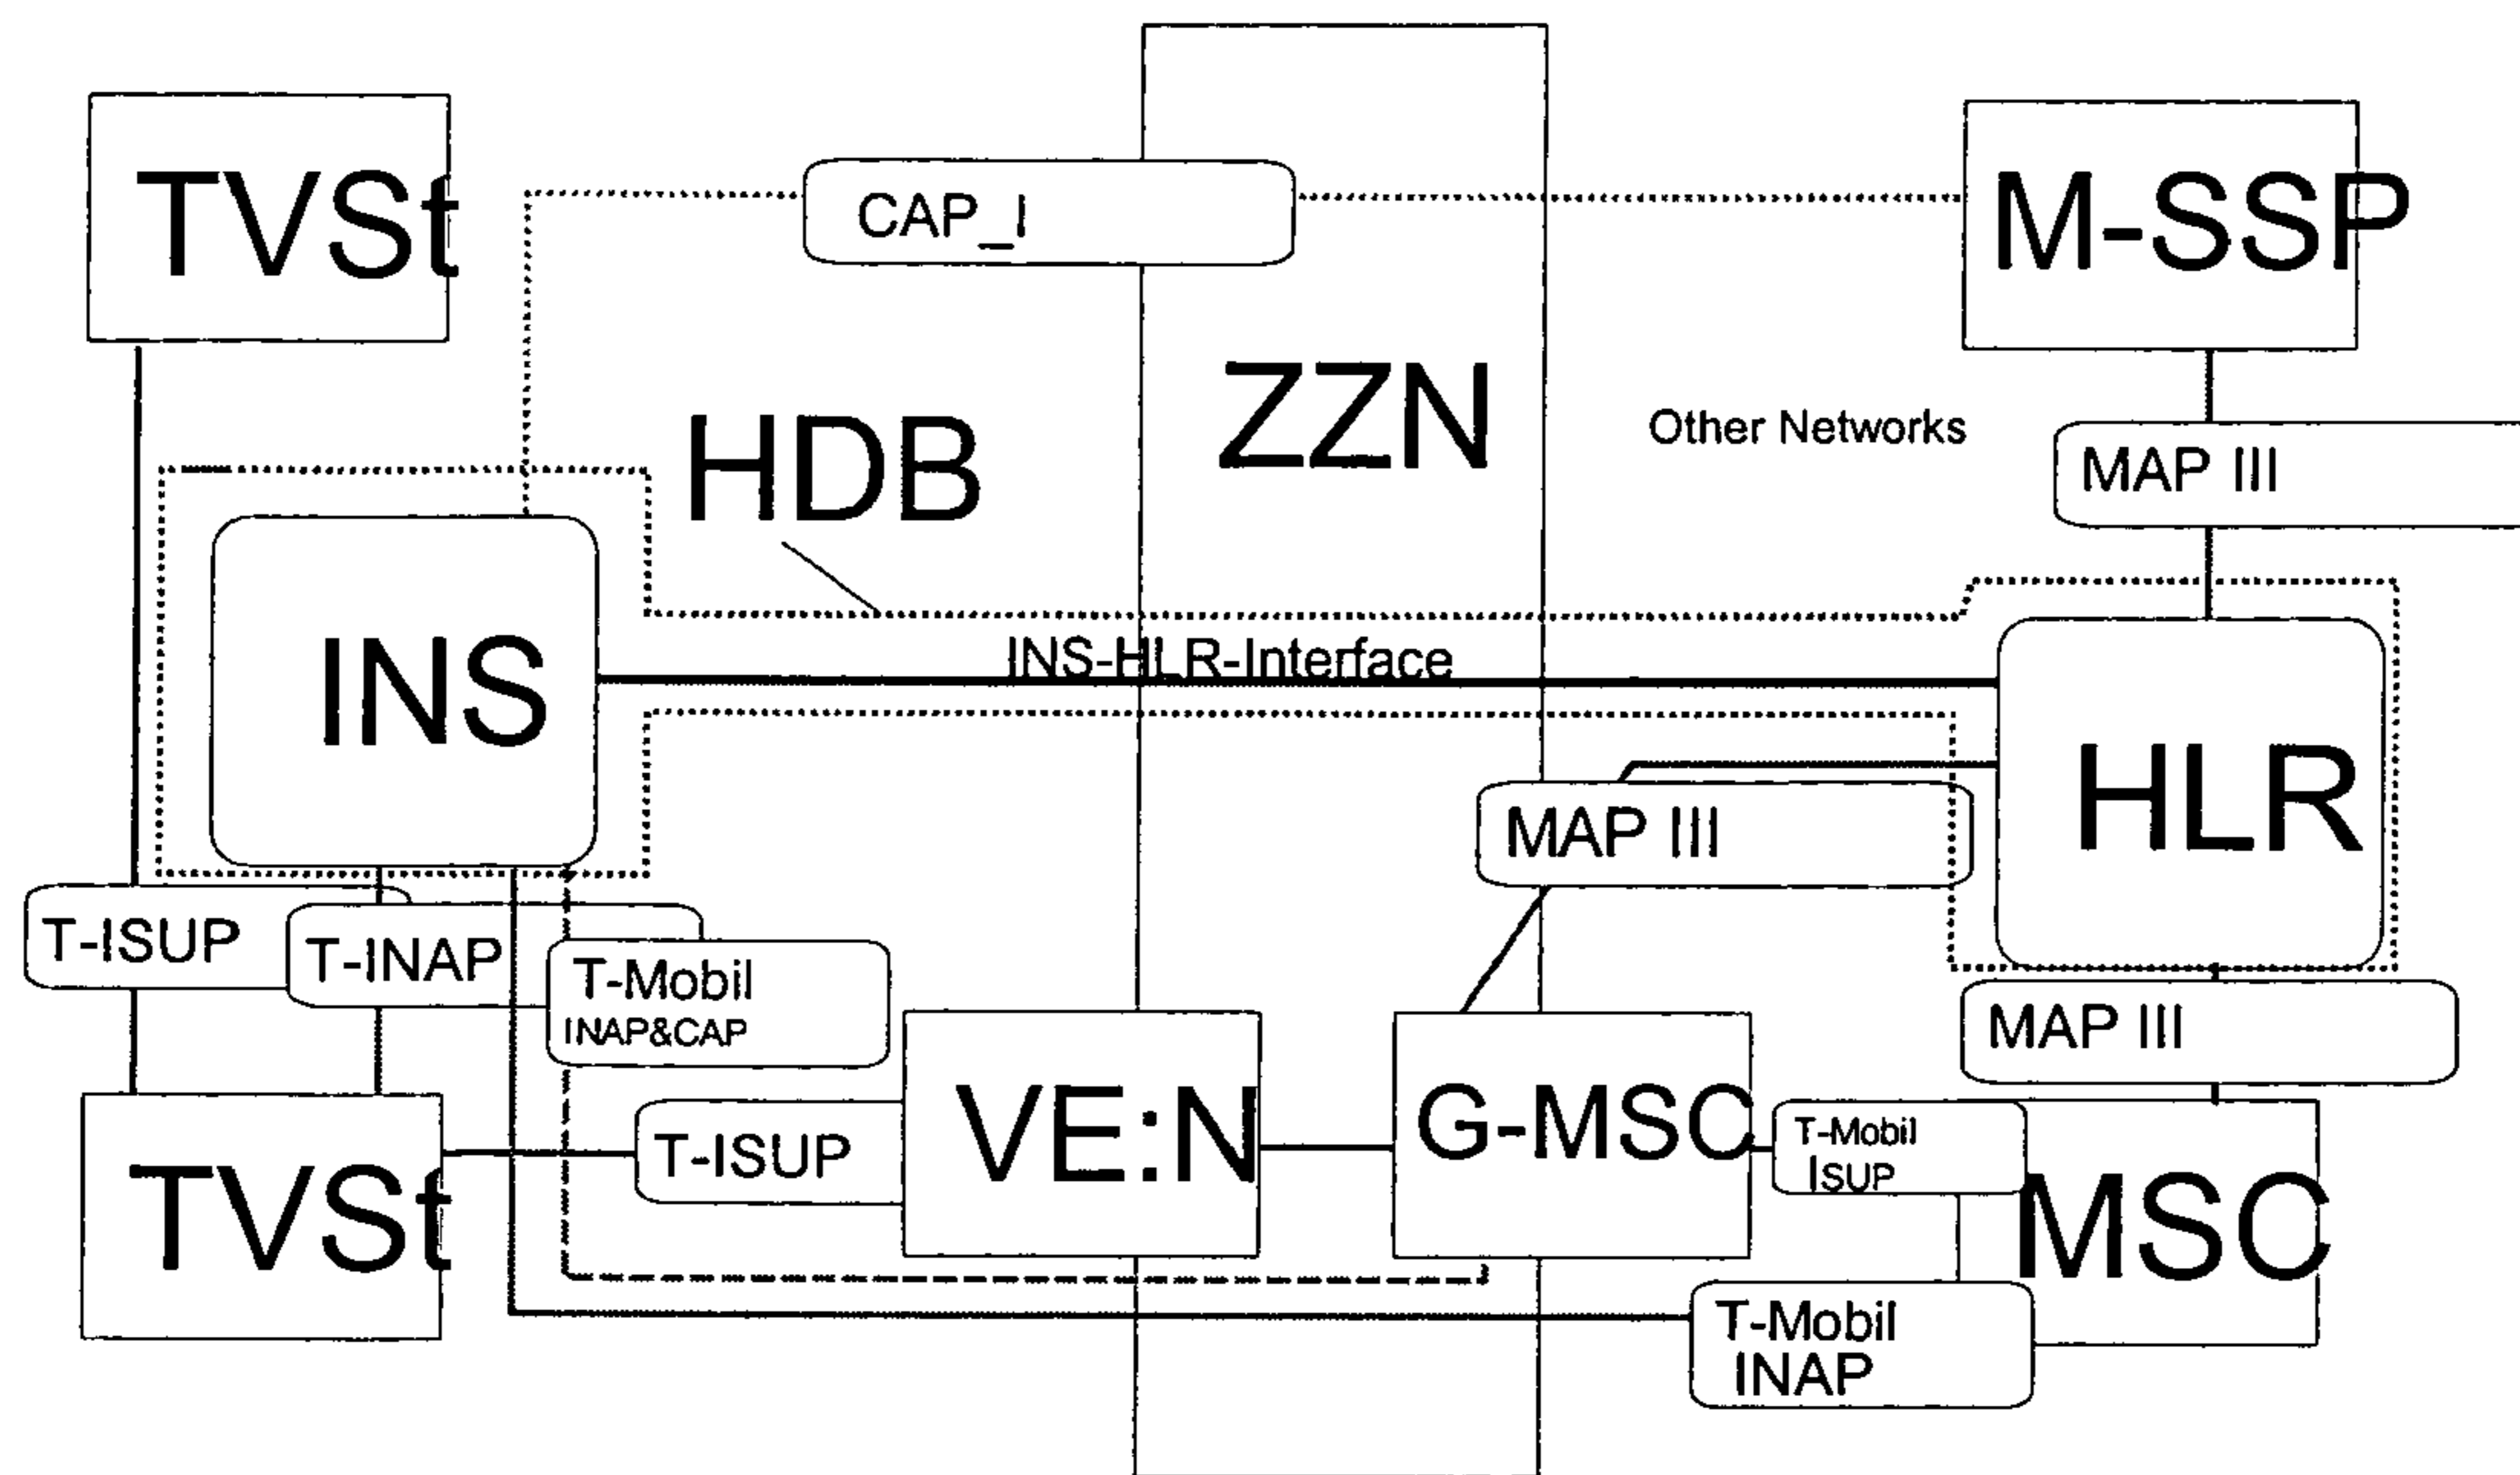 TVSt
CAP_I
M-SSP
ZZN
HDB
Other Networks
MAP III
INS
INS-HLR-Interface
HLR
MAP III
T-ISUP
T-INAP
T-Mobil
INAP&CAP
MAP III
TVSt
T-ISUP
VE:N
G-MSC
T-Mobil
ISUP
MSC
T-Mobil
INAP